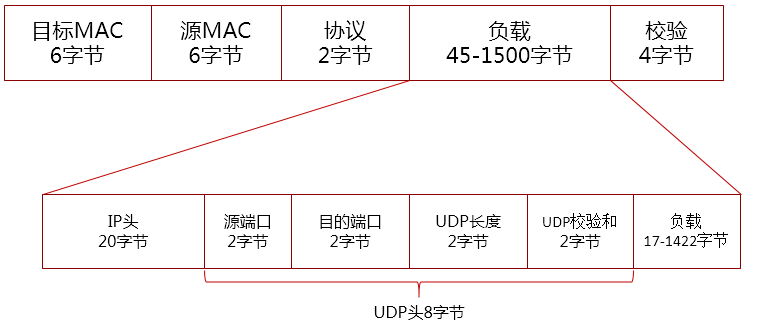 目标MAC
6字节
源MAC
6字节
协议
2字节
负载
45-1500字节
校验
4字节
IP头
20字节
源端口
2字节
目的端口
2字节
UDP长度
2字节
UDP校验和
2字节
负载
17-1422字节
UDP头8字节